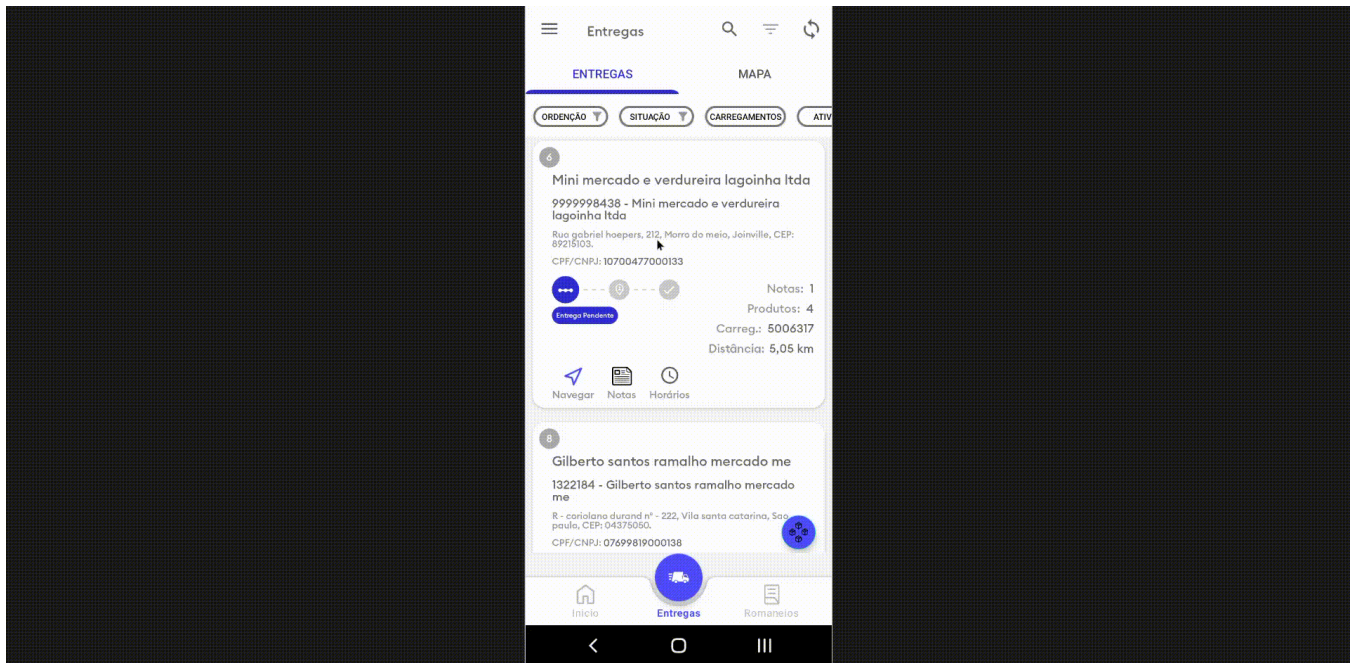 Entregas
ENTREGAS
MAPA
ORDENÇÃO
SITUAÇÃO
CARREGAMENTOS
ATIV
6
Mini mercado e verdureira lagoinha ltda
9999998438 - Mini mercado e verdureira
lagoinha ltda
Rua gabriel hoepers, 212, Morro do meio, Joinville, CEP:
89215103.
CPF/CNPJ: 10700477000133
Entrega Pendente
Notas: 1
Produtos: 4
Carreg.: 5006317
Distância: 5,05 km
Navegar
Notas
Horários
8
Gilberto santos ramalho mercado me
1322184 - Gilberto santos ramalho mercado
me
R - coriolano durand nº - 222, Vila santa catarina, Sao
paulo, CEP: 04375050.
CPF/CNPJ: 07699819000138
Inicio
Entregas
Romaneios